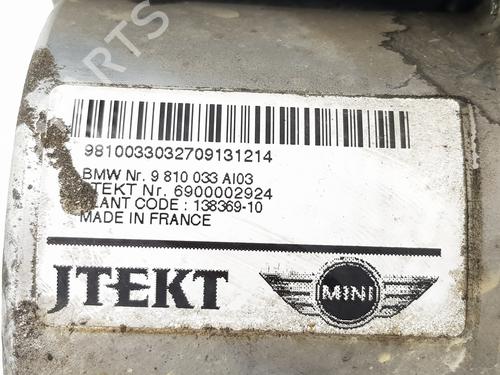 PARTS
9810033032709131214
BMW Nr. 9 810 033 AI03
JTEKT Nr. 6900002924
PLANT CODE : 138369-10
MADE IN FRANCE
JTEKT
MINI